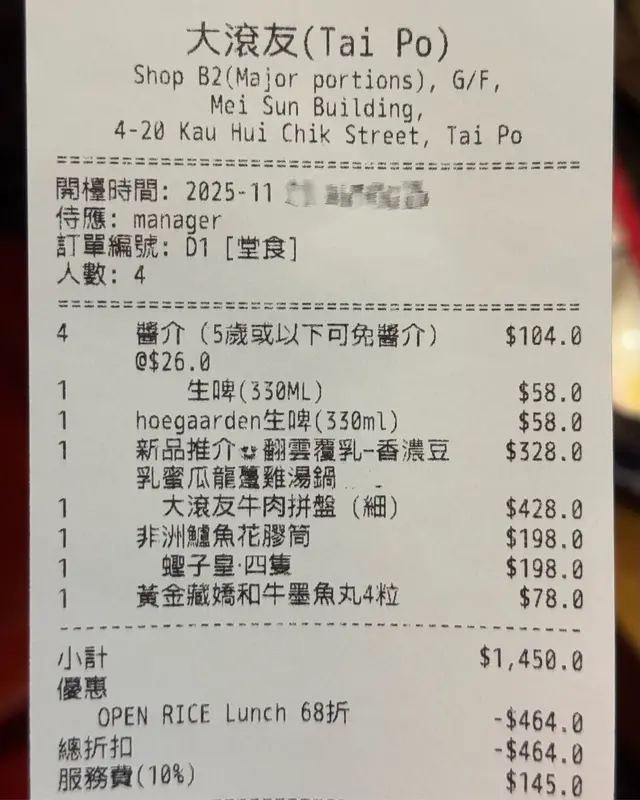 大滾友(Tai Po)
Shop B2(Major portions), G/F,
Mei Sun Building,
4-20 Kau Hui Chik Street, Tai Po
開檯時間: 2025-11
侍應: manager
訂單編號: D1 [堂食]
人數: 4
4 醬介 (5歲或以下可免醬介) $104.0
@$26.0
1 生啤(330ML) $58.0
1 hoegaarden生啤(330ml) $58.0
1 新品推介 翻雲覆乳-香濃豆 $328.0
乳蜜瓜龍躉雞湯鍋
1 大滾友牛肉拼盤 (細) $428.0
1 非洲鱸魚花膠筒 $198.0
1 蟶子皇·四隻 $198.0
1 黃金藏嬌和牛墨魚丸4粒 $78.0
小計 $1,450.0
優惠
OPEN RICE Lunch 68折 -$464.0
總折扣 -$464.0
服務費(10%) $145.0